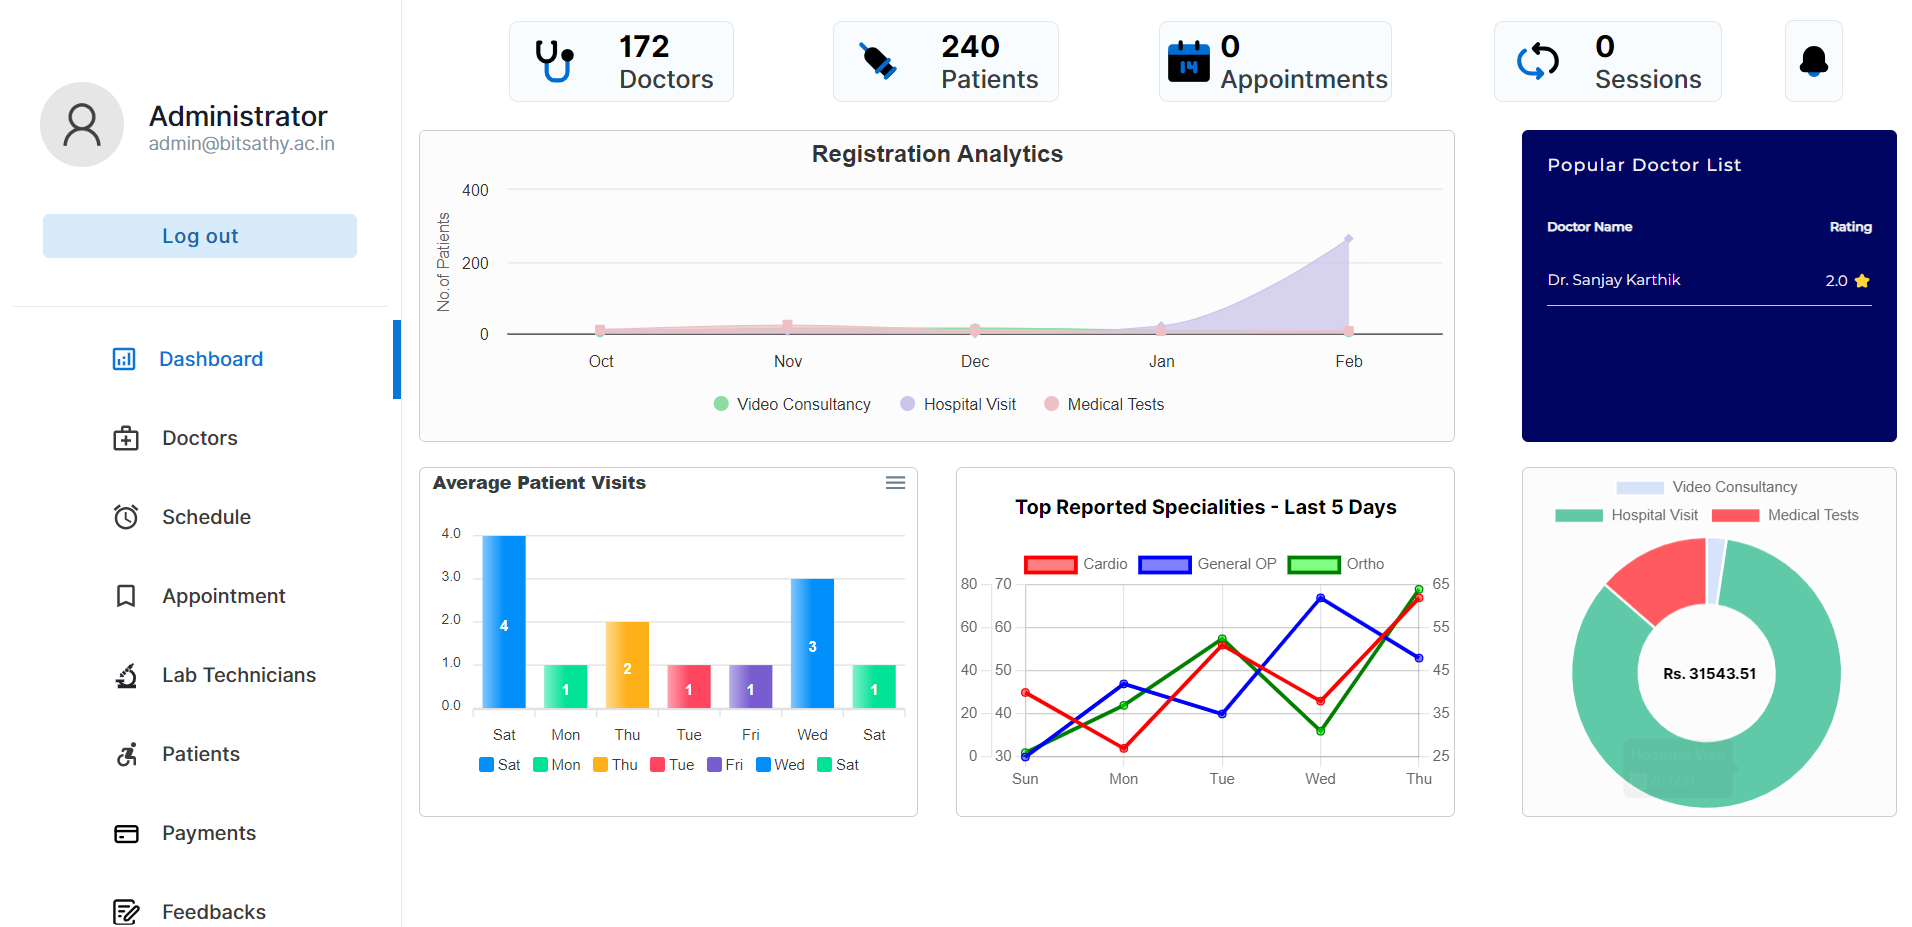 Administrator
admin@bitsathy.ac.in
Log out
Dashboard
Doctors
Schedule
Appointment
Lab Technicians
Patients
Payments
Feedbacks
172
Doctors
240
Patients
14
0
Appointments
0
Sessions
Registration Analytics
No.of Patients
400
200
0
Oct Nov Dec Jan Feb
Video Consultancy Hospital Visit Medical Tests
Popular Doctor List
Doctor Name Rating
Dr. Sanjay Karthik 2.0
Average Patient Visits
4.0
3.0
2.0
1.0
0.0
4 1 2 1 1 3 1
Sat Mon Thu Tue Fri Wed Sat
Sat Mon Thu Tue Fri Wed Sat
Top Reported Specialities - Last 5 Days
Cardio General OP Ortho
80 70 65
60 60 55
40 50 45
20 40 35
0 30 25
Sun Mon Tue Wed Thu
Video Consultancy
Hospital Visit Medical Tests
Rs. 31543.51
Hospital Visit